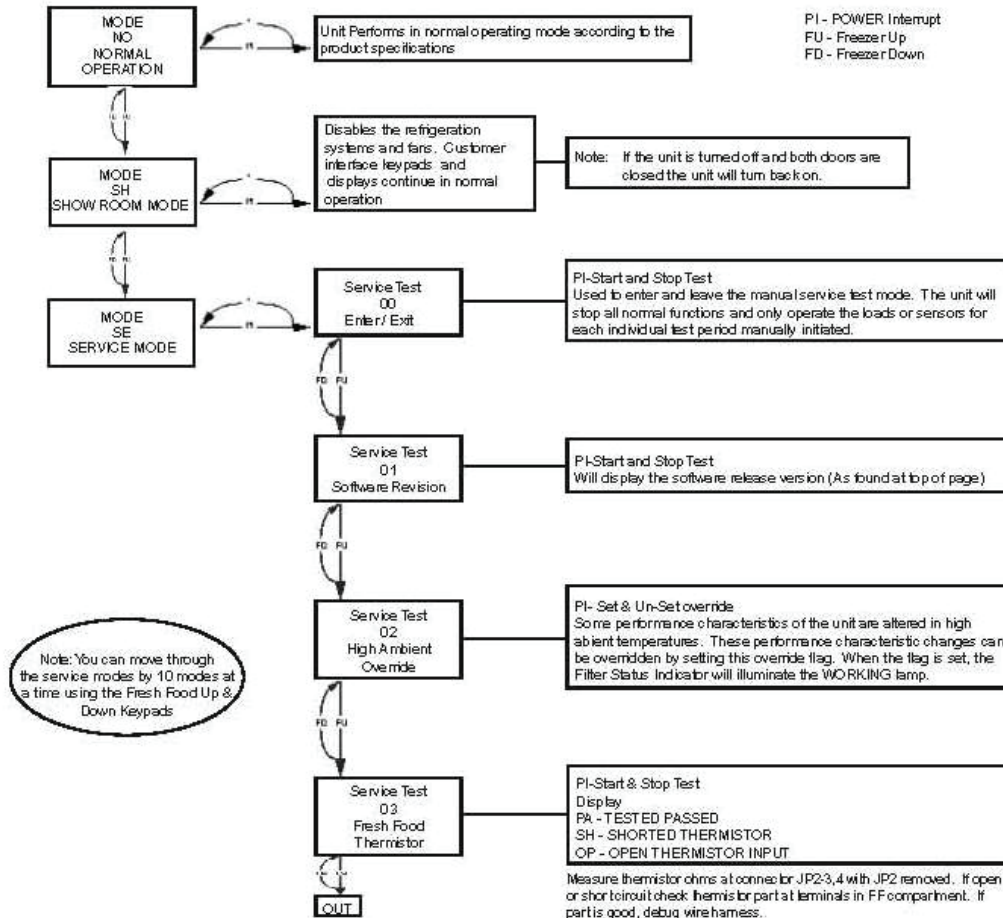 MODE
NO
NORMAL
OPERATION
PI
Unit Performs in normal operating mode according to the
product specifications
PI - POWER Interrupt
FU - Freezer Up
FD - Freezer Down
FD FU
MODE
SH
SHOW ROOM MODE
PI
Disables the refrigeration
systems and fans. Customer
interface keypads and
displays continue in normal
operation
Note: If the unit is turned off and both doors are
closed the unit will turn back on.
FD FU
MODE
SE
SERVICE MODE
PI
Service Test
00
Enter / Exit
PI-Start and Stop Test
Used to enter and leave the manual service test mode. The unit will
stop all normal functions and only operate the loads or sensors for
each individual test period manually initiated.
FD FU
Service Test
01
Software Revision
PI-Start and Stop Test
Will display the software release version (As found at top of page)
FD FU
Service Test
02
High Ambient
Override
PI- Set & Un-Set override
Some performance characteristics of the unit are altered in high
abient temperatures. These performance characteristic changes can
be overridden by setting this override flag. When the flag is set, the
Filter Status Indicator will illuminate the WORKING lamp.
Note: You can move through
the service modes by 10 modes at
a time using the Fresh Food Up &
Down Keypads
FD FU
Service Test
03
Fresh Food
Thermistor
PI-Start & Stop Test
Display
PA - TESTED PASSED
SH - SHORTED THERMISTOR
OP - OPEN THERMISTOR INPUT
Measure thermistor ohms at connector JP2-3,4 with JP2 removed. If open
or short circuit check thermistor part at terminals in FF compartment. If
part is good, debug wire harness.
FD FU
OUT